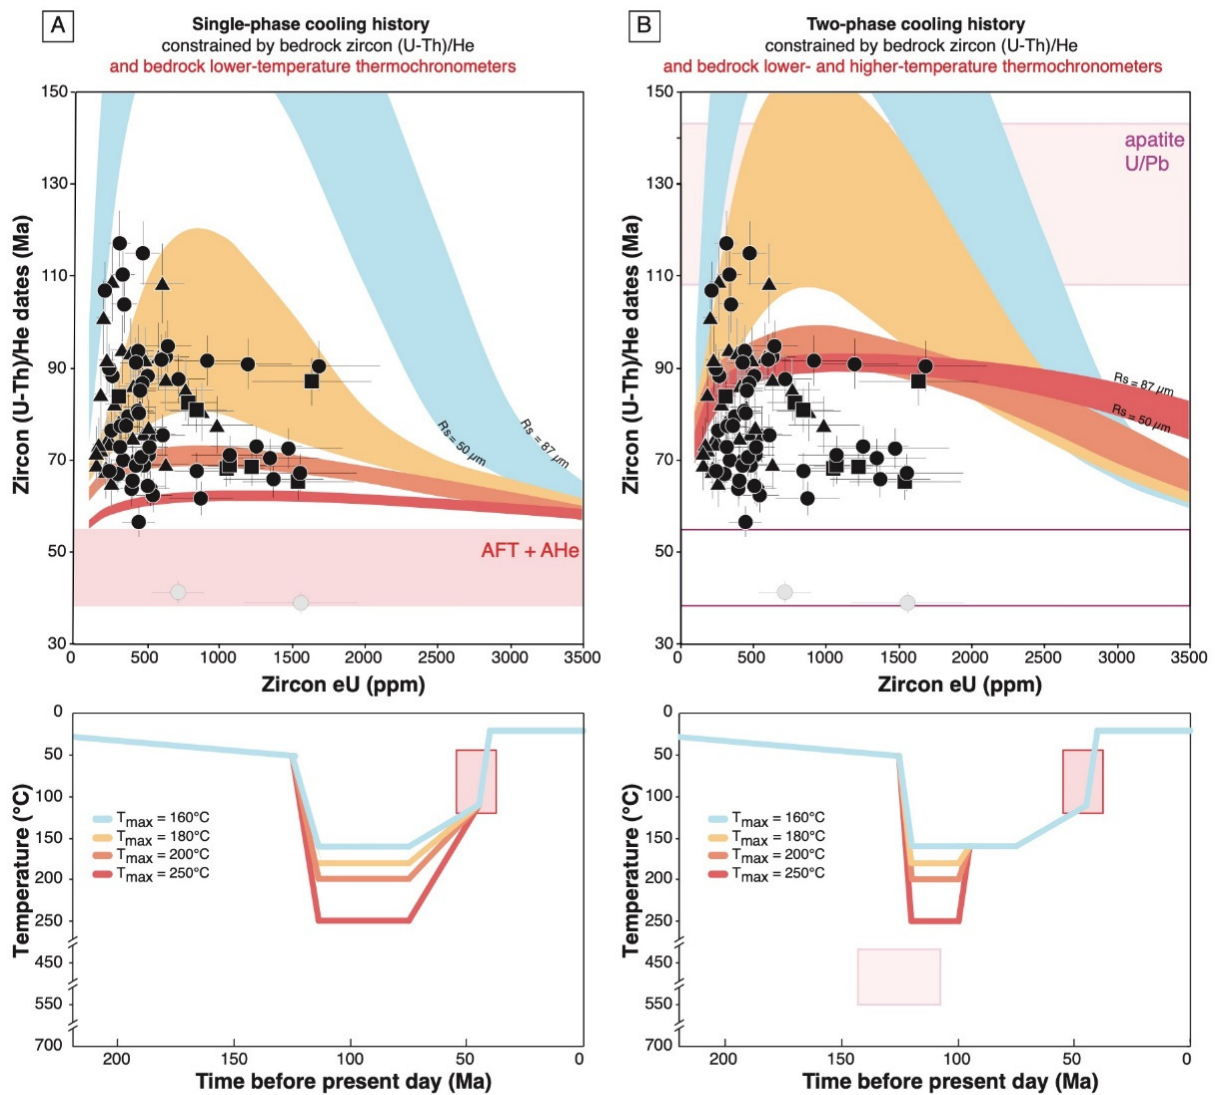 A
Single-phase cooling history
constrained by bedrock zircon (U-Th)/He
and bedrock lower-temperature thermochronometers
150
130
110
90
70
50
30
Zircon (U-Th)/He dates (Ma)
Rs = 50 µm
Rs = 87 µm
AFT + AHe
0
500
1000
1500
2000
2500
3000
3500
Zircon eU (ppm)
0
50
100
150
200
250
450
550
700
Temperature (°C)
Tmax = 160°C
Tmax = 180°C
Tmax = 200°C
Tmax = 250°C
200
150
100
50
0
Time before present day (Ma)
B
Two-phase cooling history
constrained by bedrock zircon (U-Th)/He
and bedrock lower- and higher-temperature thermochronometers
150
130
110
90
70
50
30
Zircon (U-Th)/He dates (Ma)
apatite
U/Pb
Rs = 87 µm
Rs = 50 µm
0
500
1000
1500
2000
2500
3000
3500
Zircon eU (ppm)
0
50
100
150
200
250
450
550
700
Temperature (°C)
Tmax = 160°C
Tmax = 180°C
Tmax = 200°C
Tmax = 250°C
200
150
100
50
0
Time before present day (Ma)